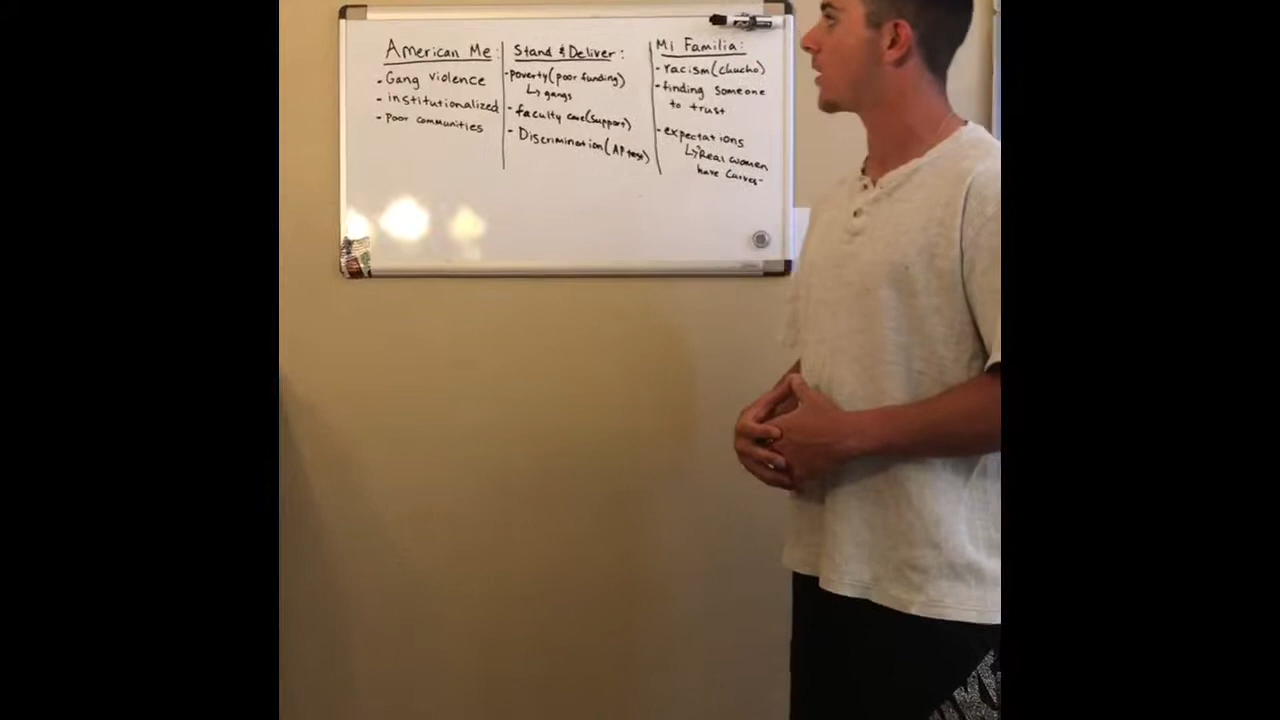 American Me:
- Gang violence
- institutionalized
- Poor communities
Stand & Deliver:
- poverty (poor funding)
↳ gangs
- faculty care (support)
- Discrimination (AP test)
Mi Familia:
- racism (chucho)
- finding someone
to trust
- expectations
↳ Real women
have Curves